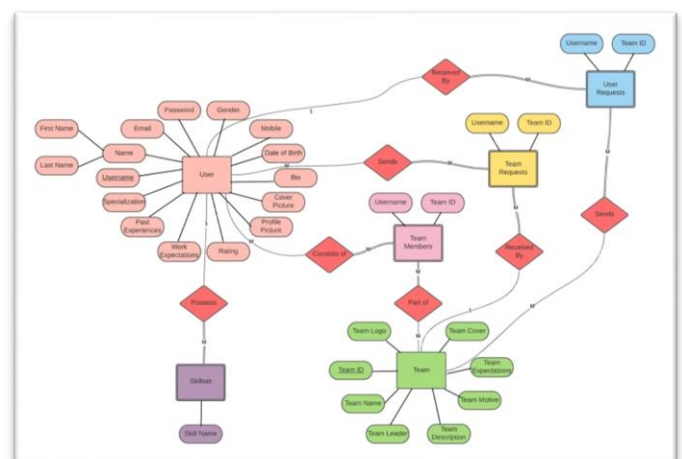 Username
Team ID
User
Requests
Received
By
M
1
Password
Gender
First Name
Email
Mobile
Username
Team ID
Name
Date of Birth
M
Sends
M
Team
Requests
M
Last Name
User
Bio
Username
Specialization
Cover
Picture
Username
Team ID
Past
Experiences
Profile
Picture
Sends
1
M
Work
Expectations
Rating
Consists of
M
Team
Members
M
Received
By
M
Possess
Part of
M
1
M
M
Team Logo
Team Cover
Skillset
Team ID
Team
Team
Expectations
Team Name
Team Motive
Skill Name
Team Leader
Team
Description